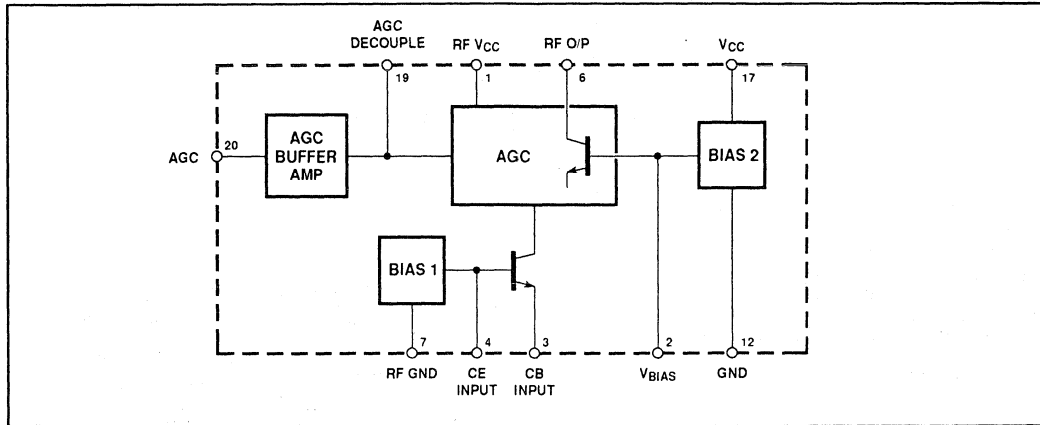 AGC
DECOUPLE
RF VCC
RF O/P
VCC
19
1
6
17
AGC
20
AGC
BUFFER
AMP
AGC
BIAS 2
BIAS 1
7
4
3
2
12
RF GND
CE
INPUT
CB
INPUT
VBIAS
GND